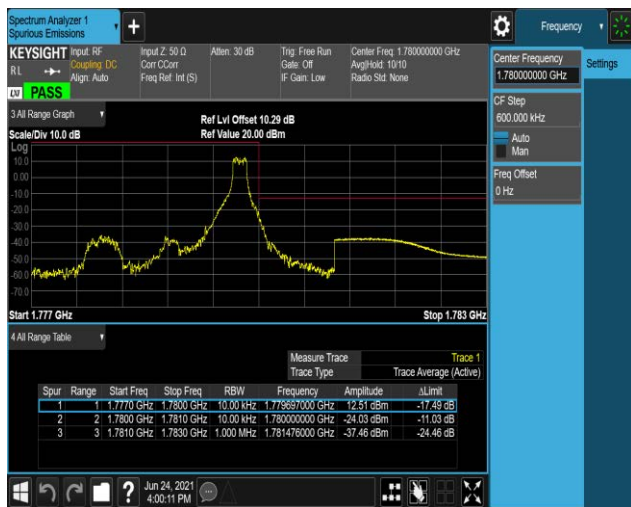 Spectrum Analyzer 1
Spurious Emissions
+
Frequency
KEYSIGHT Input: RF Input Z: 50 Ω Atten: 30 dB Trig: Free Run Center Freq: 1.780000000 GHz
RL Coupling: DC Corr CCorr Gate: Off Avg|Hold: 10/10
Align: Auto Freq Ref: Int (S) IF Gain: Low Radio Std: None
LXI PASS
Center Frequency
1.780000000 GHz
Settings
CF Step
600.000 kHz
Auto
Man
Freq Offset
0 Hz
3 All Range Graph
Ref Lvl Offset 10.29 dB
Scale/Div 10.0 dB Ref Value 20.00 dBm
Log
10.0
0.00
-10.0
-20.0
-30.0
-40.0
-50.0
-60.0
-70.0
Start 1.777 GHz Stop 1.783 GHz
4 All Range Table
Measure Trace Trace 1
Trace Type Trace Average (Active)
Spur Range Start Freq Stop Freq RBW Frequency Amplitude ΔLimit
1 1 1.7770 GHz 1.7800 GHz 10.00 kHz 1.779697000 GHz 12.51 dBm -17.49 dB
2 2 1.7800 GHz 1.7810 GHz 10.00 kHz 1.780000000 GHz -24.03 dBm -11.03 dB
3 3 1.7810 GHz 1.7830 GHz 1.000 MHz 1.781476000 GHz -37.46 dBm -24.46 dB
? Jun 24, 2021
4:00:11 PM